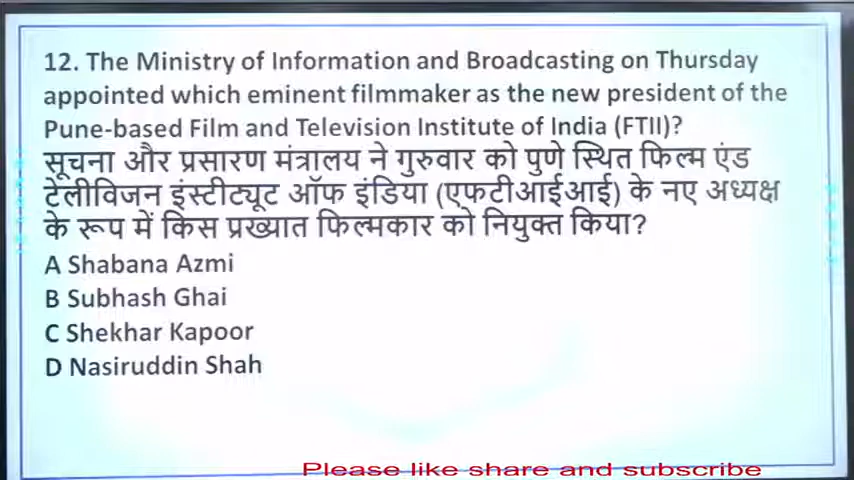 12. The Ministry of Information and Broadcasting on Thursday
appointed which eminent filmmaker as the new president of the
Pune-based Film and Television Institute of India (FTII)?
सूचना और प्रसारण मंत्रालय ने गुरुवार को पुणे स्थित फिल्म एंड
टेलीविजन इंस्टीट्यूट ऑफ इंडिया (एफटीआईआई) के नए अध्यक्ष
के रूप में किस प्रख्यात फिल्मकार को नियुक्त किया?
A Shabana Azmi
B Subhash Ghai
C Shekhar Kapoor
D Nasiruddin Shah
Please like share and subscribe